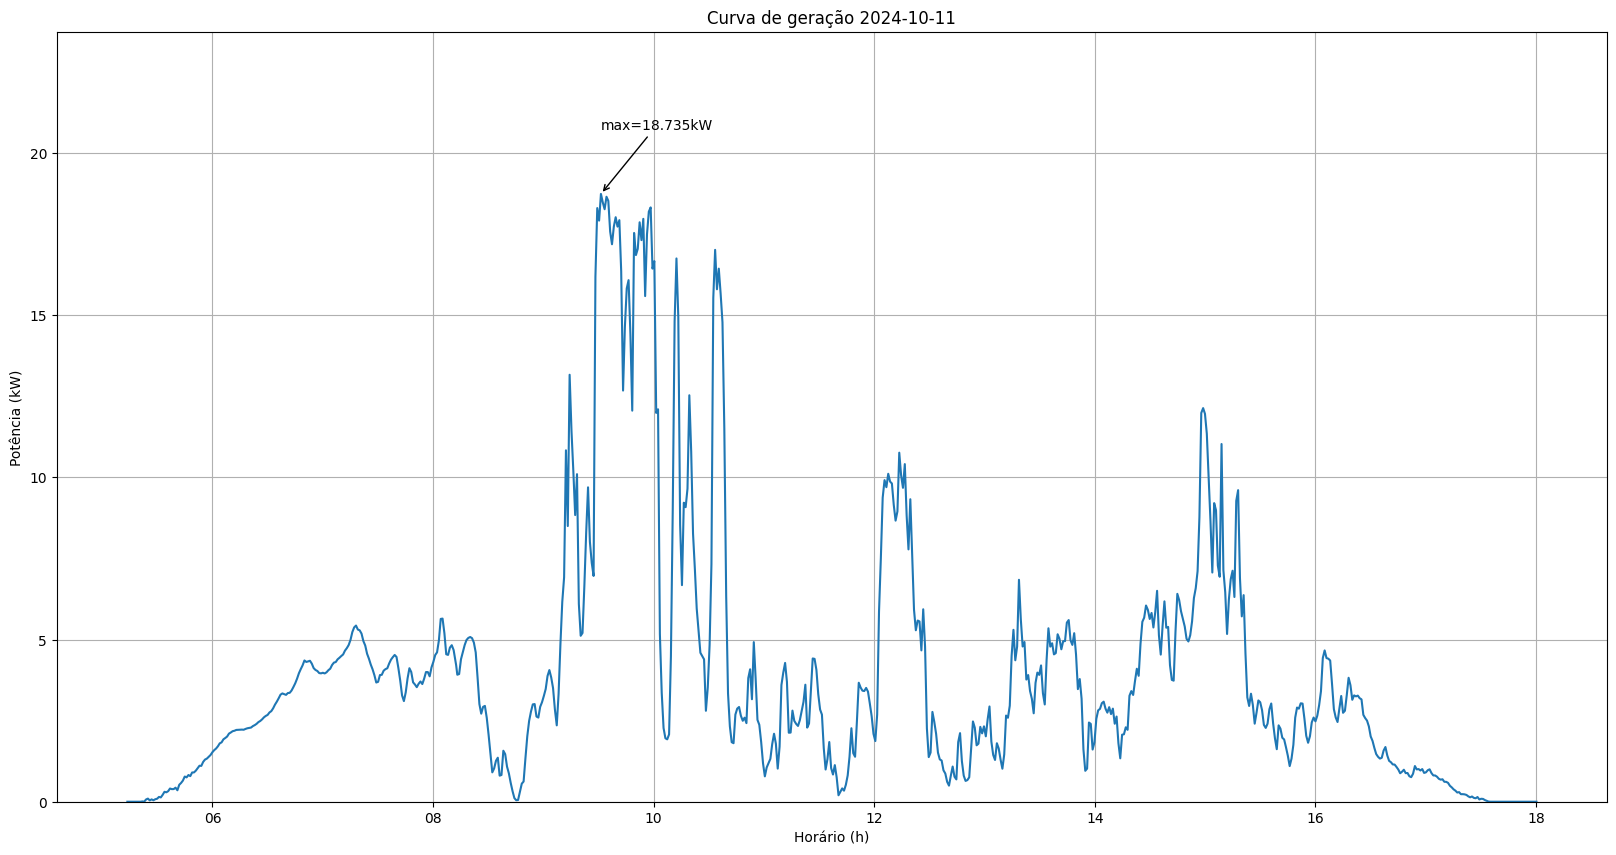 Curva de geração 2024-10-11
max=18.735kW
Potência (kW)
20
15
10
5
0
06 08 10 12 14 16 18
Horário (h)